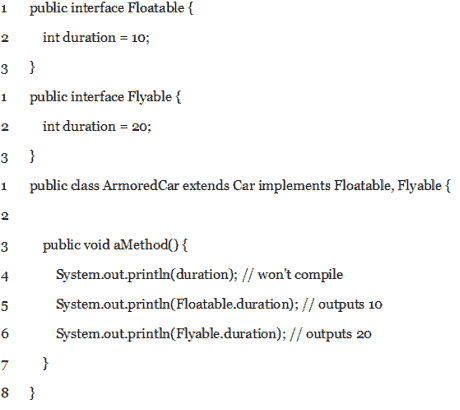 1 public interface Floatable {
2 int duration = 10;
3 }
1 public interface Flyable {
2 int duration = 20;
3 }
1 public class ArmoredCar extends Car implements Floatable, Flyable {
2
3 public void aMethod() {
4 System.out.println(duration); // won't compile
5 System.out.println(Floatable.duration); // outputs 10
6 System.out.println(Flyable.duration); // outputs 20
7 }
8 }